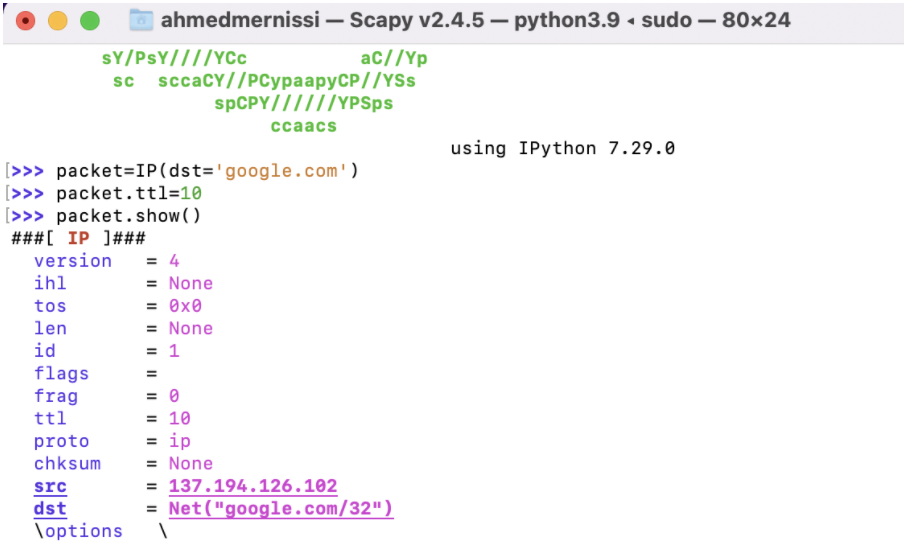 ahmedmernissi — Scapy v2.4.5 — python3.9 ◂ sudo — 80×24
sY/PsY////YCc aC//Yp
sc sccaCY//PCypaapyCP//YSs
spCPY//////YPSps
ccaacs
using IPython 7.29.0
[>>> packet=IP(dst='google.com')
[>>> packet.ttl=10
[>>> packet.show()
###[ IP ]###
version = 4
ihl = None
tos = 0x0
len = None
id = 1
flags =
frag = 0
ttl = 10
proto = ip
chksum = None
src = 137.194.126.102
dst = Net("google.com/32")
\options \